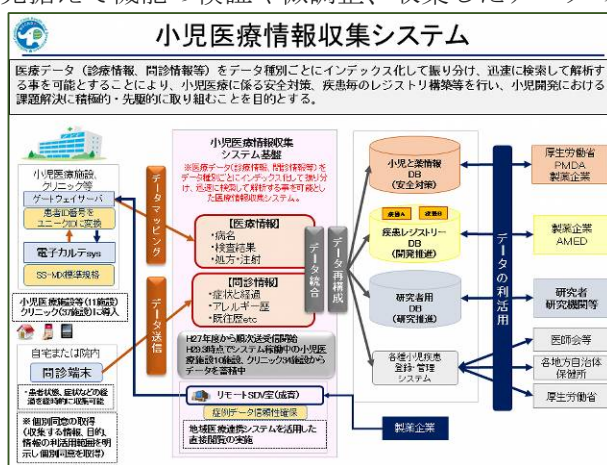 小児医療情報収集システム
医療データ（診療情報、問診情報等）をデータ種別ごとにインデックス化して振り分け、迅速に検索して解析す
る事を可能とすることにより、小児医療に係る安全対策、疾患毎のレジストリ構築等を行い、小児開発における
課題解決に積極的・先駆的に取り組むことを目的とする。
小児医療施設、
クリニック等
ゲートウェイサーバ
患者ID番号を
ユニークIDに変換
電子カルテsys
SS-MIX標準規格
小児医療施設等(11施設)
クリニック(37施設)に導入
自宅または院内
問診端末
・患者状態、症状などの経
過を経時的に収集可能
※個別同意の取得
（収集する情報、目的、
情報の利活用範囲を明
示し個別同意を取得）
データマッピング
データ送信
小児医療情報収集
システム基盤
※医療データ(診療情報、問診情報等)を
データ種別ごとにインデックス化して振り分
け、迅速に検索して解析する事を可能とし
た医療情報収集システム。
【医療情報】
・病名
・検査結果
・処方・注射
【問診情報】
・症状と経過
・アレルギー歴
・既往歴etc
H27年度から順次送受信開始
H29.3時点でシステム稼働中の小児医
療施設10施設、クリニック34施設から
データを蓄積中
リモートSDV室(成育)
症例データ信頼性確保
地域医療連携システムを活用した
直接閲覧の実施
データ統合
データ再構成
小児と薬情報
DB
(安全対策)
疾患A
疾患B
疾患レジストリー
DB
(開発推進)
研究者用
DB
(研究推進)
各種小児疾患
登録・管理
システム
製薬企業
データの利活用
厚生労働省
PMDA
製薬企業
製薬企業
AMED
研究者
研究機関等
医師会等
各地方自治体
保健所
厚生労働省